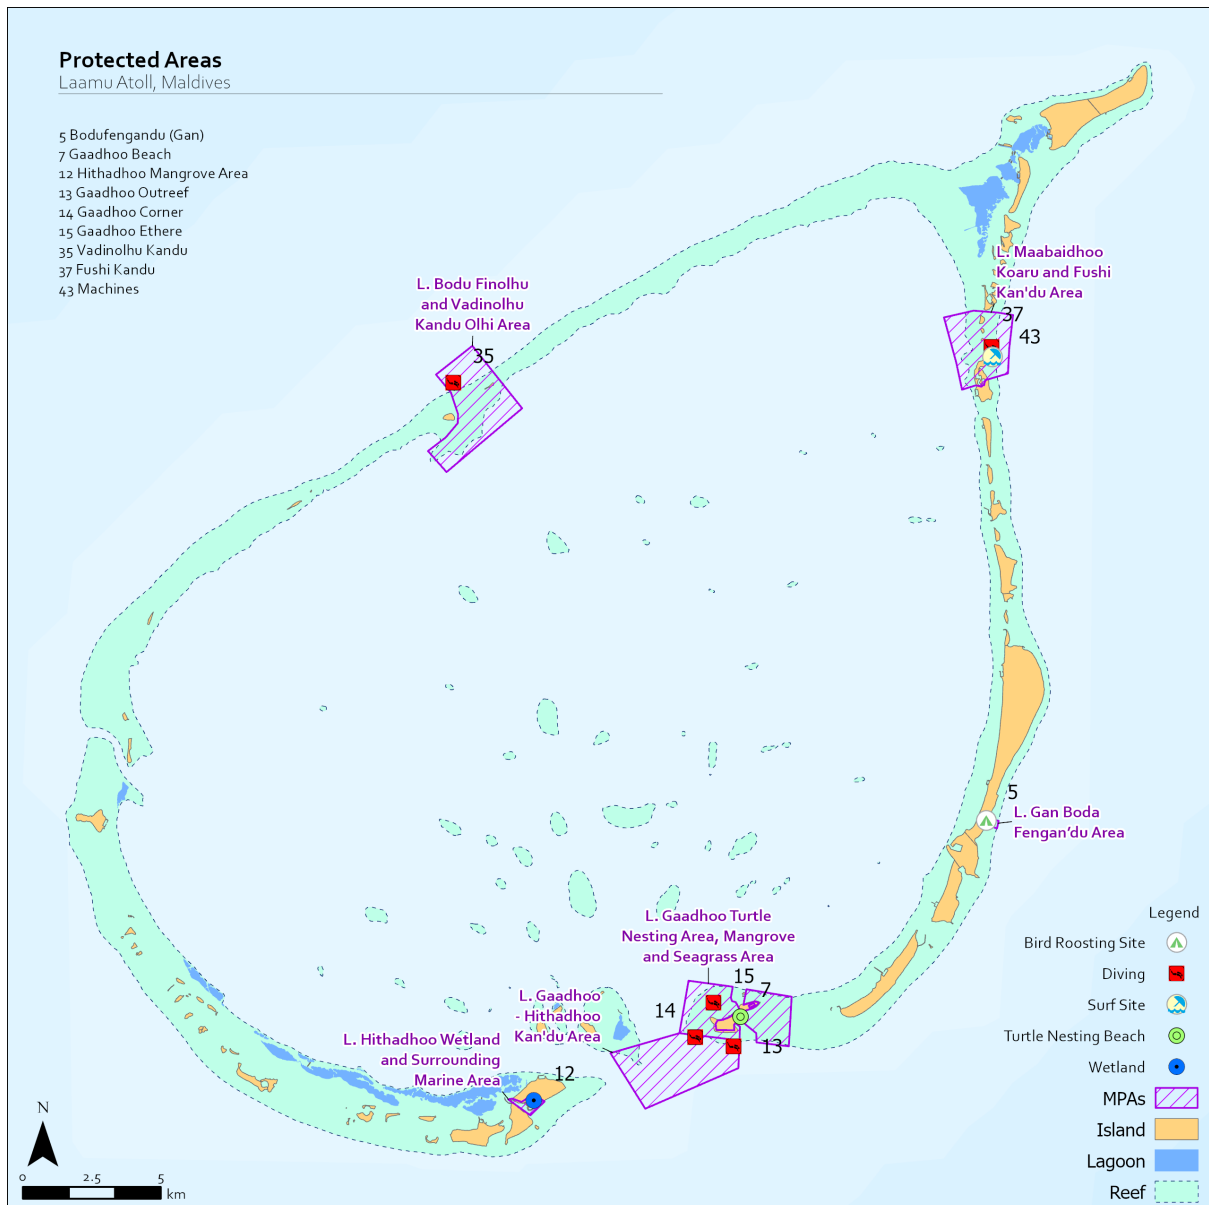 Protected Areas
Laamu Atoll, Maldives
5 Bodufengandu (Gan)
7 Gaadhoo Beach
12 Hithadhoo Mangrove Area
13 Gaadhoo Outreef
14 Gaadhoo Corner
15 Gaadhoo Ethere
35 Vadinolhu Kandu
37 Fushi Kandu
43 Machines
L. Maabaidhoo
Koaru and Fushi
Kan'du Area
37
43
L. Bodu Finolhu
and Vadinolhu
Kandu Olhi Area
35
5
L. Gan Boda
Fengan’du Area
L. Gaadhoo Turtle
Nesting Area, Mangrove
and Seagrass Area
15
7
14
13
L. Gaadhoo
- Hithadhoo
Kan'du Area
L. Hithadhoo Wetland
and Surrounding
Marine Area
12
Legend
Bird Roosting Site
Diving
Surf Site
Turtle Nesting Beach
Wetland
MPAs
Island
Lagoon
Reef
N
0 2.5 5
km